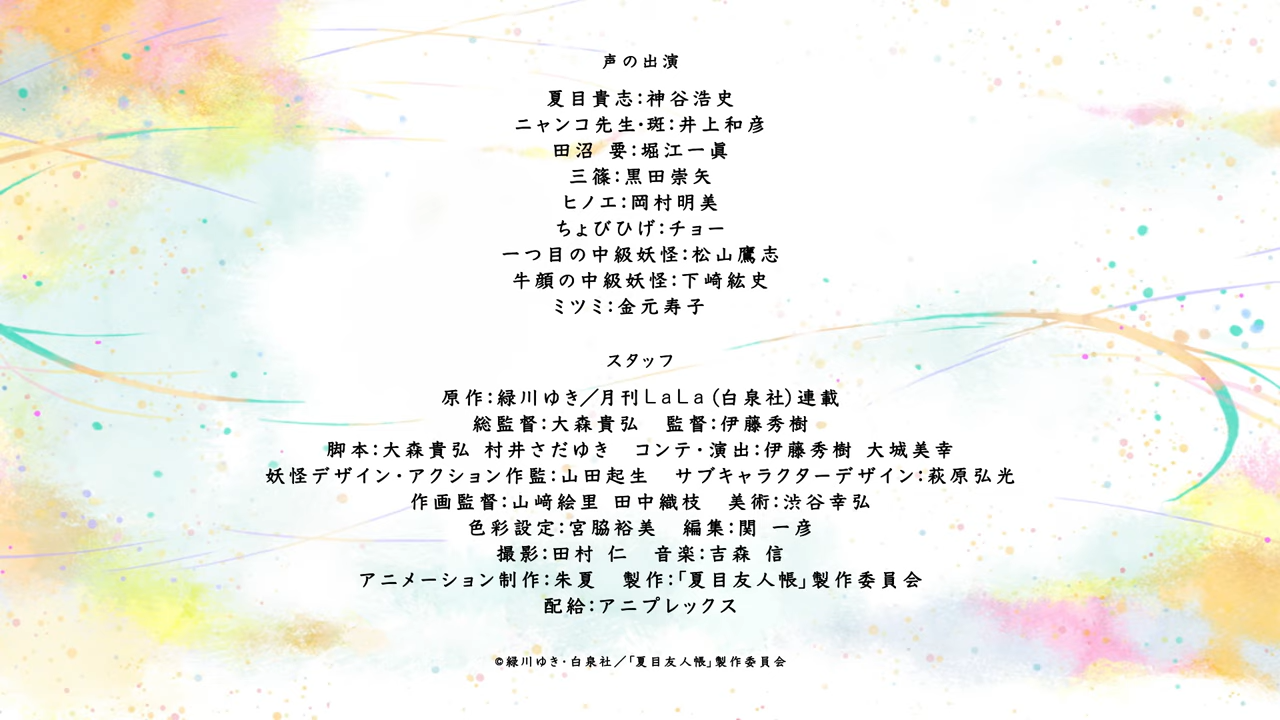 声の出演
夏目貴志:神谷浩史
ニャンコ先生・斑:井上和彦
田沼 要:堀江一眞
三篠:黒田崇矢
ヒノエ:岡村明美
ちょびひげ:チョー
一つ目の中級妖怪:松山鷹志
牛顔の中級妖怪:下崎紘史
ミツミ:金元寿子
スタッフ
原作:緑川ゆき/月刊LaLa(白泉社)連載
総監督:大森貴弘 監督:伊藤秀樹
脚本:大森貴弘 村井さだゆき コンテ・演出:伊藤秀樹 大城美幸
妖怪デザイン・アクション作監:山田起生 サブキャラクターデザイン:萩原弘光
作画監督:山﨑絵里 田中織枝 美術:渋谷幸弘
色彩設定:宮脇裕美 編集:関 一彦
撮影:田村 仁 音楽:吉森 信
アニメーション制作:朱夏 製作:「夏目友人帳」製作委員会
配給:アニプレックス
©緑川ゆき・白泉社/「夏目友人帳」製作委員会